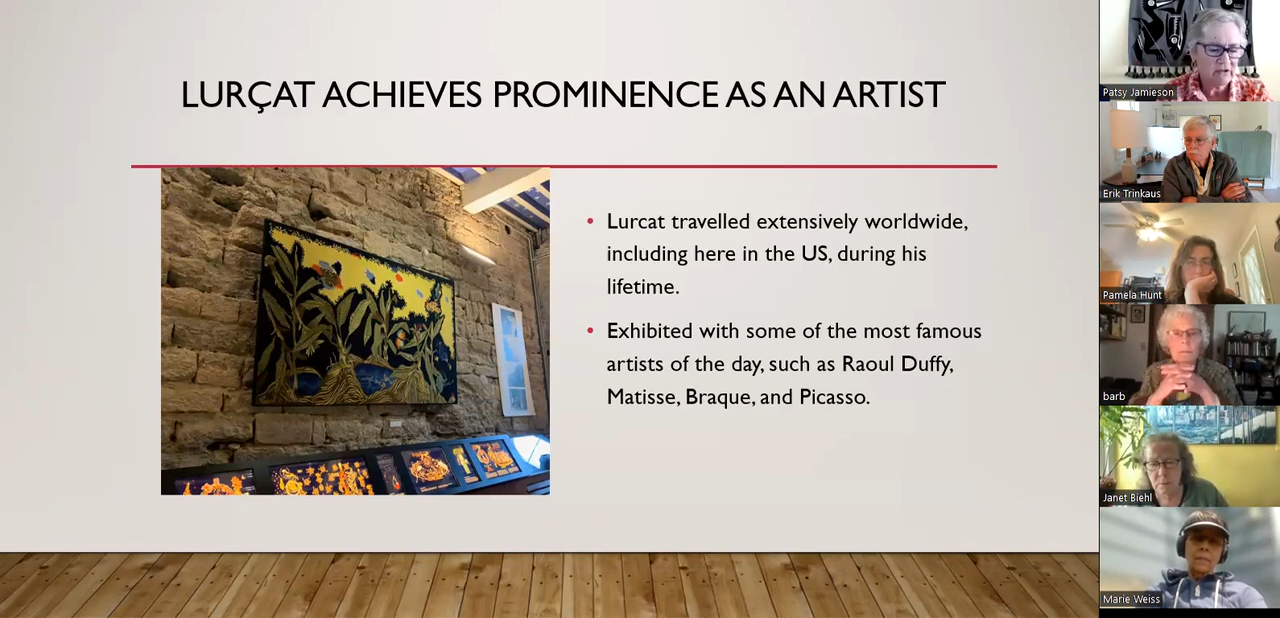 LURÇAT ACHIEVES PROMINENCE AS AN ARTIST
• Lurcat travelled extensively worldwide,
including here in the US, during his
lifetime.
• Exhibited with some of the most famous
artists of the day, such as Raoul Duffy,
Matisse, Braque, and Picasso.
Patsy Jamieson
Erik Trinkaus
Pamela Hunt
barb
Janet Biehl
Marie Weiss